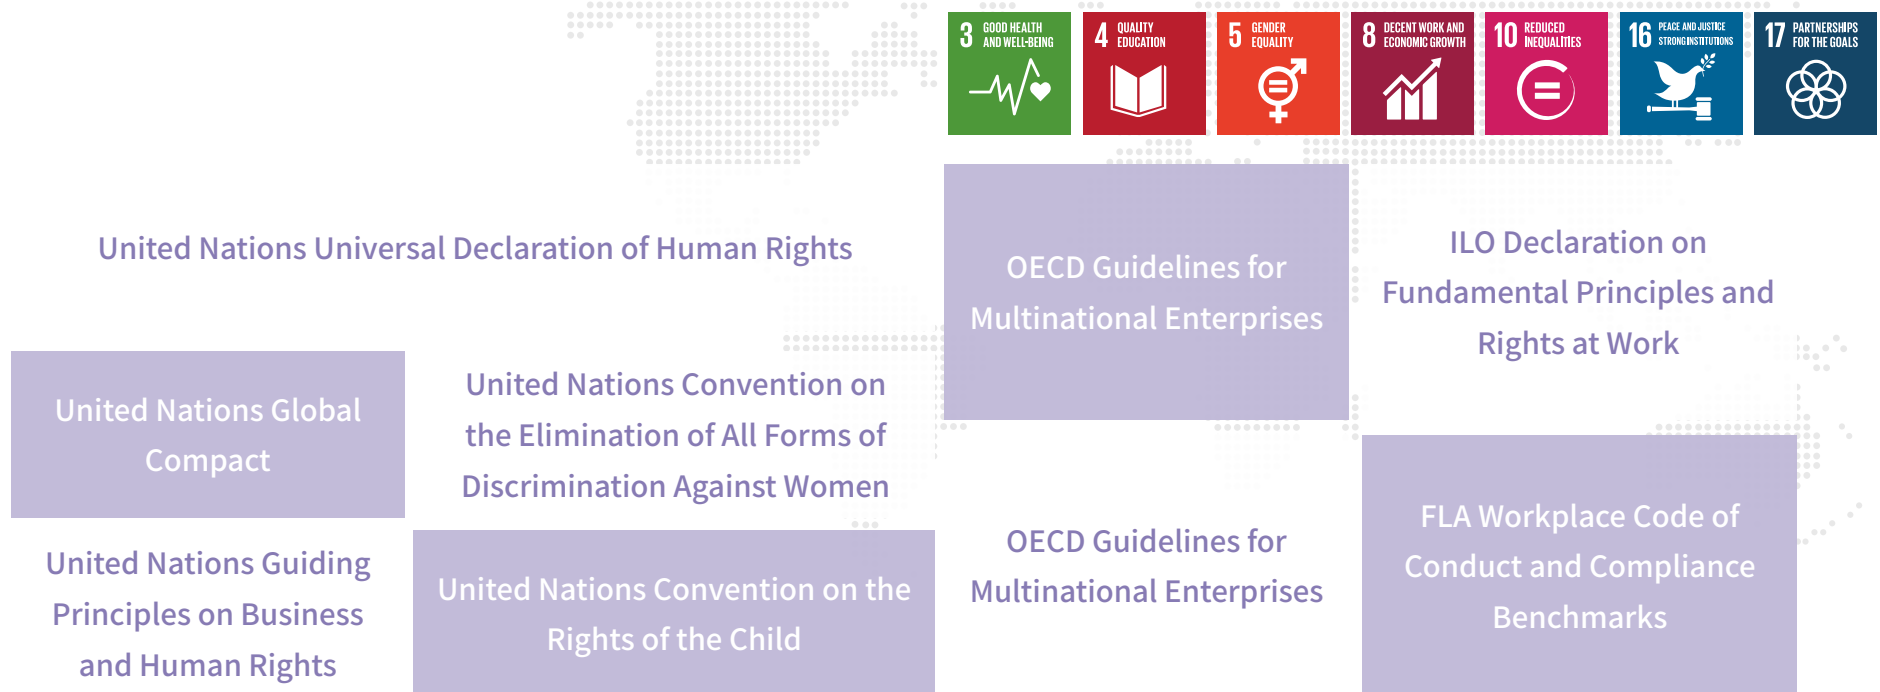 3 GOOD HEALTH
AND WELL-BEING
4 QUALITY
EDUCATION
5 GENDER
EQUALITY
8 DECENT WORK AND
ECONOMIC GROWTH
10 REDUCED
INEQUALITIES
16 PEACE AND JUSTICE
STRONG INSTITUTIONS
17 PARTNERSHIPS
FOR THE GOALS
United Nations Universal Declaration of Human Rights
OECD Guidelines for
Multinational Enterprises
ILO Declaration on
Fundamental Principles and
Rights at Work
United Nations Global
Compact
United Nations Convention on
the Elimination of All Forms of
Discrimination Against Women
United Nations Guiding
Principles on Business
and Human Rights
United Nations Convention on the
Rights of the Child
OECD Guidelines for
Multinational Enterprises
FLA Workplace Code of
Conduct and Compliance
Benchmarks